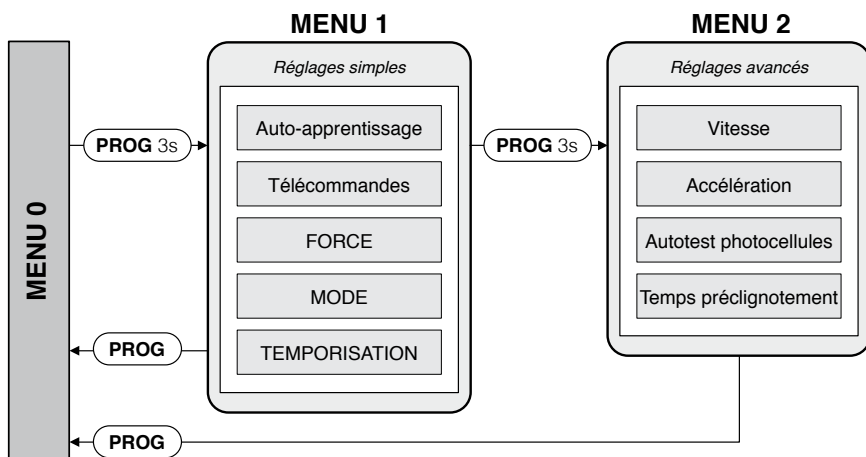 MENU 0
MENU 1
Réglages simples
Auto-apprentissage
Télécommandes
FORCE
MODE
TEMPORISATION
MENU 2
Réglages avancés
Vitesse
Accélération
Autotest photocellules
Temps préclignotement
PROG 3s
PROG 3s
PROG
PROG